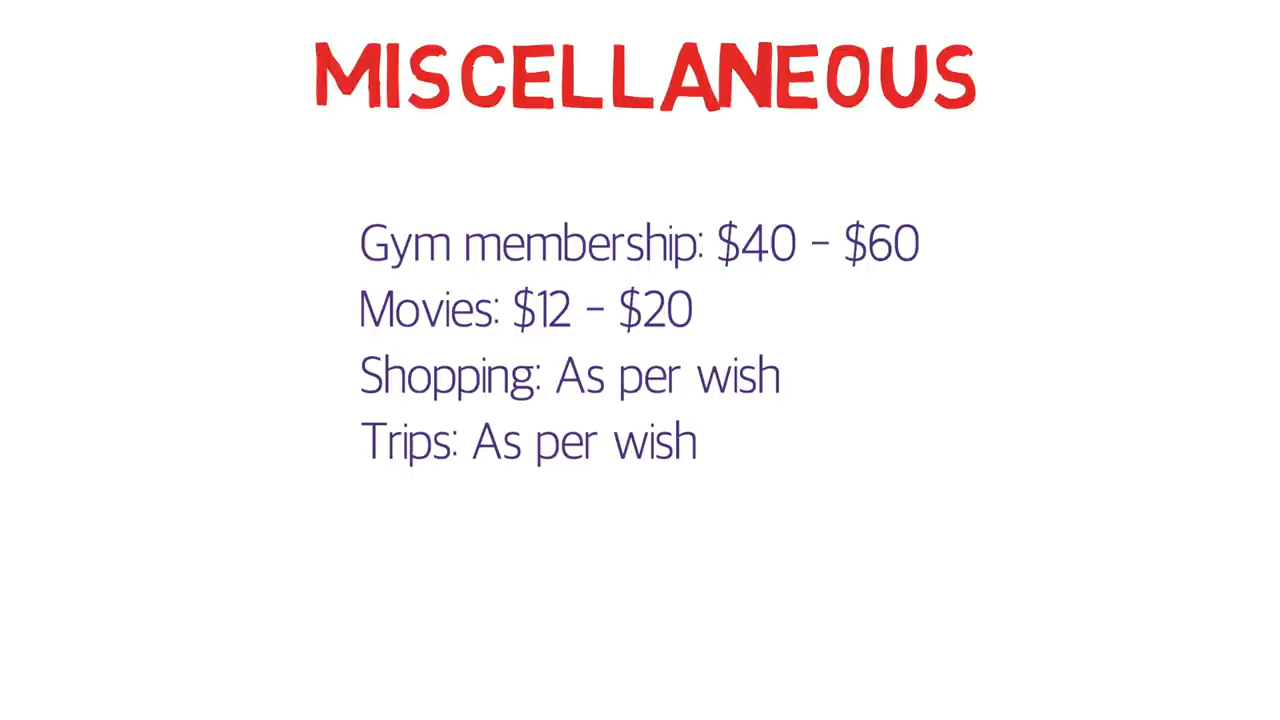 MISCELLANEOUS
Gym membership: $40 - $60
Movies: $12 - $20
Shopping: As per wish
Trips: As per wish